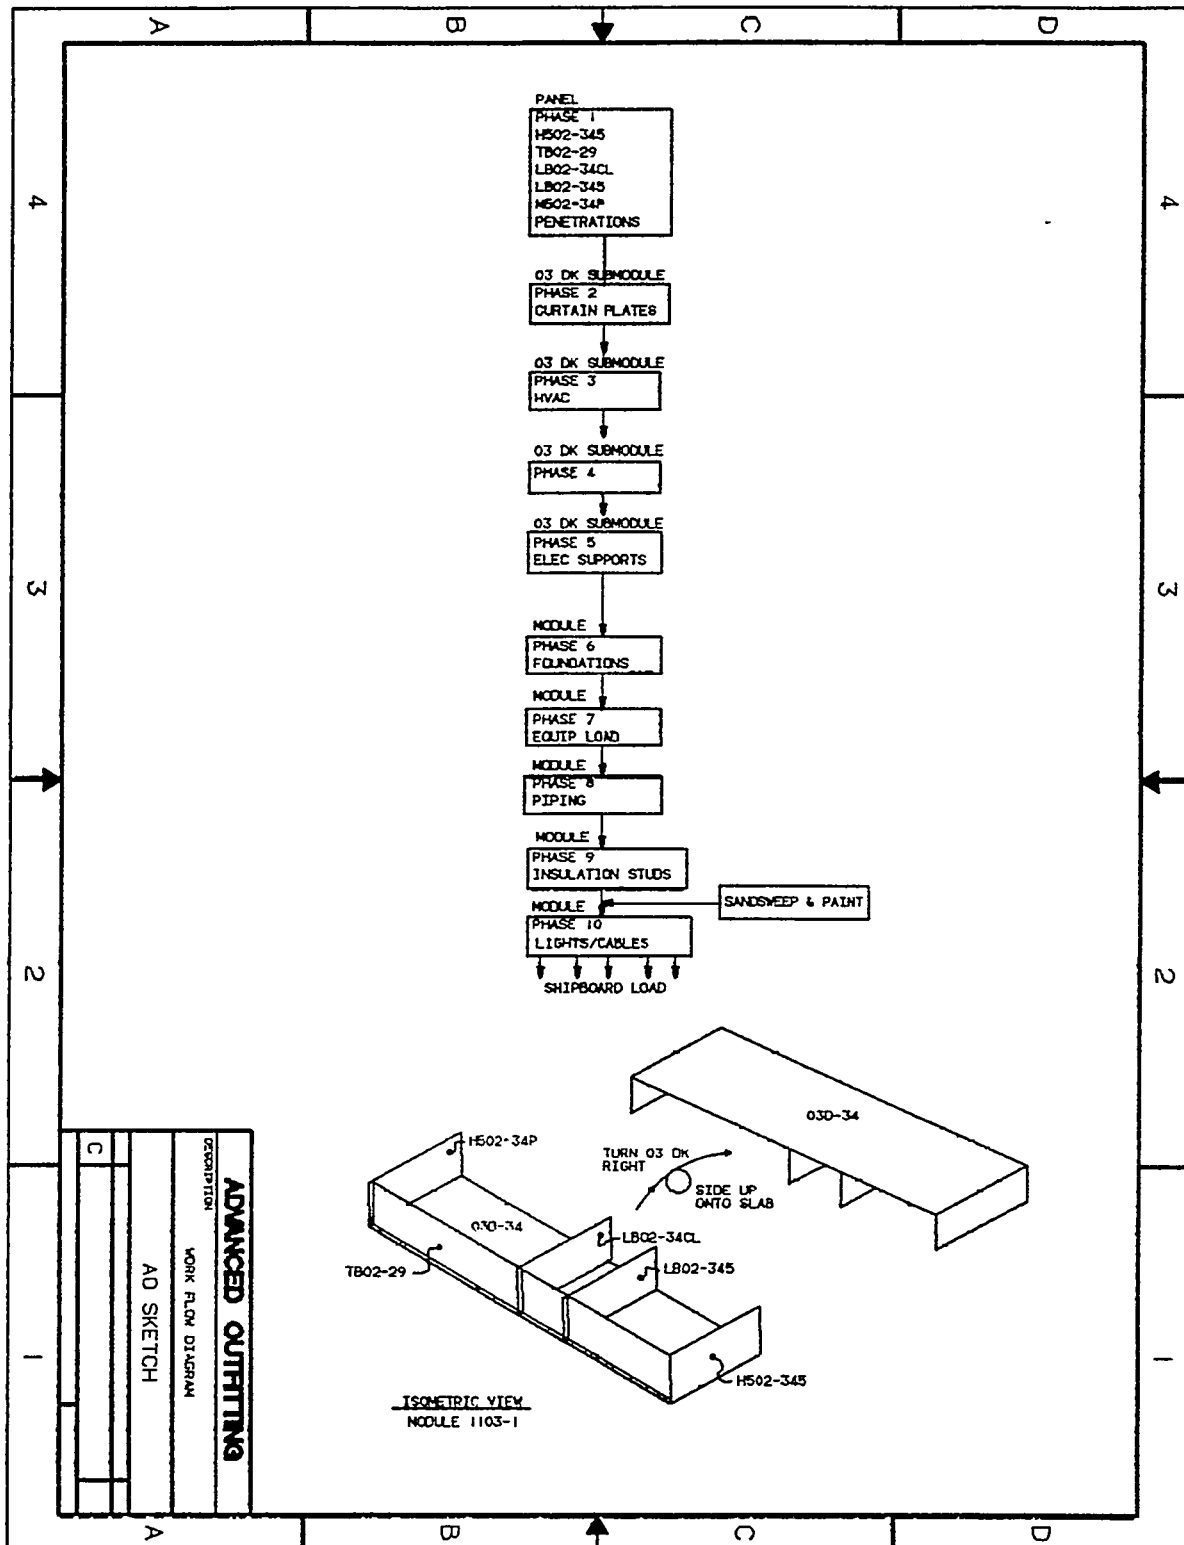 A
B
C
D
4
4
PANEL
PHASE 1
H502-345
TB02-29
LB02-34CL
LB02-345
M502-34P
PENETRATIONS
03 DK SUBMODULE
PHASE 2
CURTAIN PLATES
03 DK SUBMODULE
PHASE 3
HVAC
03 DK SUBMODULE
PHASE 4
03 DK SUBMODULE
PHASE 5
ELEC SUPPORTS
3
3
MODULE
PHASE 6
FOUNDATIONS
MODULE
PHASE 7
EQUIP LOAD
MODULE
PHASE 8
PIPING
MODULE
PHASE 9
INSULATION STUDS
SANDSWEEP & PAINT
MODULE
PHASE 10
LIGHTS/CABLES
SHIPBOARD LOAD
2
2
03D-34
H502-34P
TURN 03 DK
RIGHT
SIDE UP
ONTO SLAB
03D-34
LB02-34CL
LB02-345
TB02-29
H502-345
ISOMETRIC VIEW
MODULE 1103-1
1
1
ADVANCED OUTFITTING
DESCRIPTION
WORK FLOW DIAGRAM
AO SKETCH
C
A
B
C
D